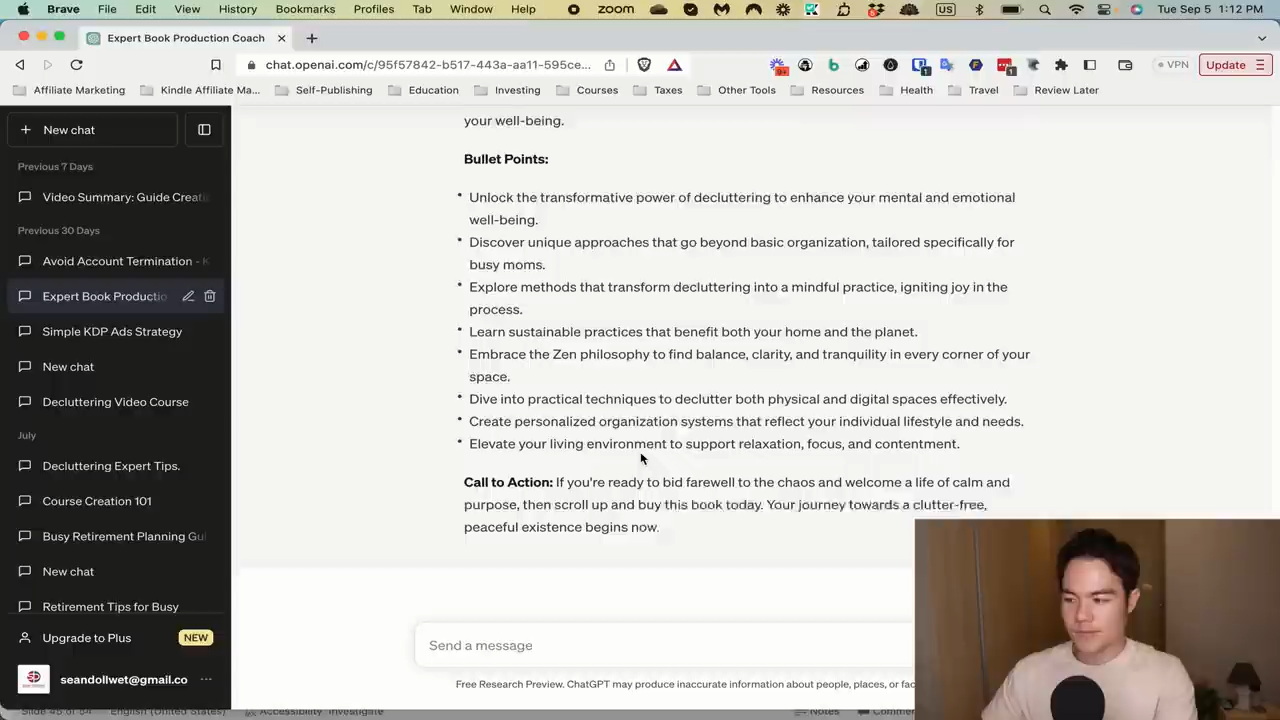 Brave File Edit View History Bookmarks Profiles Tab Window Help zoom US Tue Sep 5 1:12 PM
Expert Book Production Coach
chat.openai.com/c/95f57842-b517-443a-aa11-595ce... 9+ 1 1 VPN Update
Affiliate Marketing Kindle Affiliate Ma... Self-Publishing Education Investing Courses Taxes Other Tools Resources Health Travel Review Later
New chat
Previous 7 Days
Video Summary: Guide Creati
Previous 30 Days
Avoid Account Termination - K
Expert Book Productio
Simple KDP Ads Strategy
New chat
Decluttering Video Course
July
Decluttering Expert Tips.
Course Creation 101
Busy Retirement Planning Gui
New chat
Retirement Tips for Busy
Upgrade to Plus NEW
seandollwet@gmail.co
your well-being.
Bullet Points:
• Unlock the transformative power of decluttering to enhance your mental and emotional
well-being.
• Discover unique approaches that go beyond basic organization, tailored specifically for
busy moms.
• Explore methods that transform decluttering into a mindful practice, igniting joy in the
process.
• Learn sustainable practices that benefit both your home and the planet.
• Embrace the Zen philosophy to find balance, clarity, and tranquility in every corner of your
space.
• Dive into practical techniques to declutter both physical and digital spaces effectively.
• Create personalized organization systems that reflect your individual lifestyle and needs.
• Elevate your living environment to support relaxation, focus, and contentment.
Call to Action: If you're ready to bid farewell to the chaos and welcome a life of calm and
purpose, then scroll up and buy this book today. Your journey towards a clutter-free,
peaceful existence begins now.
Send a message
Free Research Preview. ChatGPT may produce inaccurate information about people, places, or fac
English (United States) Accessibility: Investigate Notes